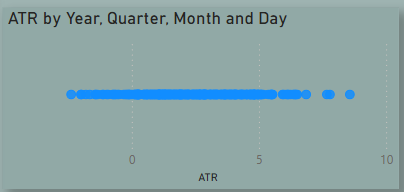 ATR by Year, Quarter, Month and Day
0 5 10
ATR